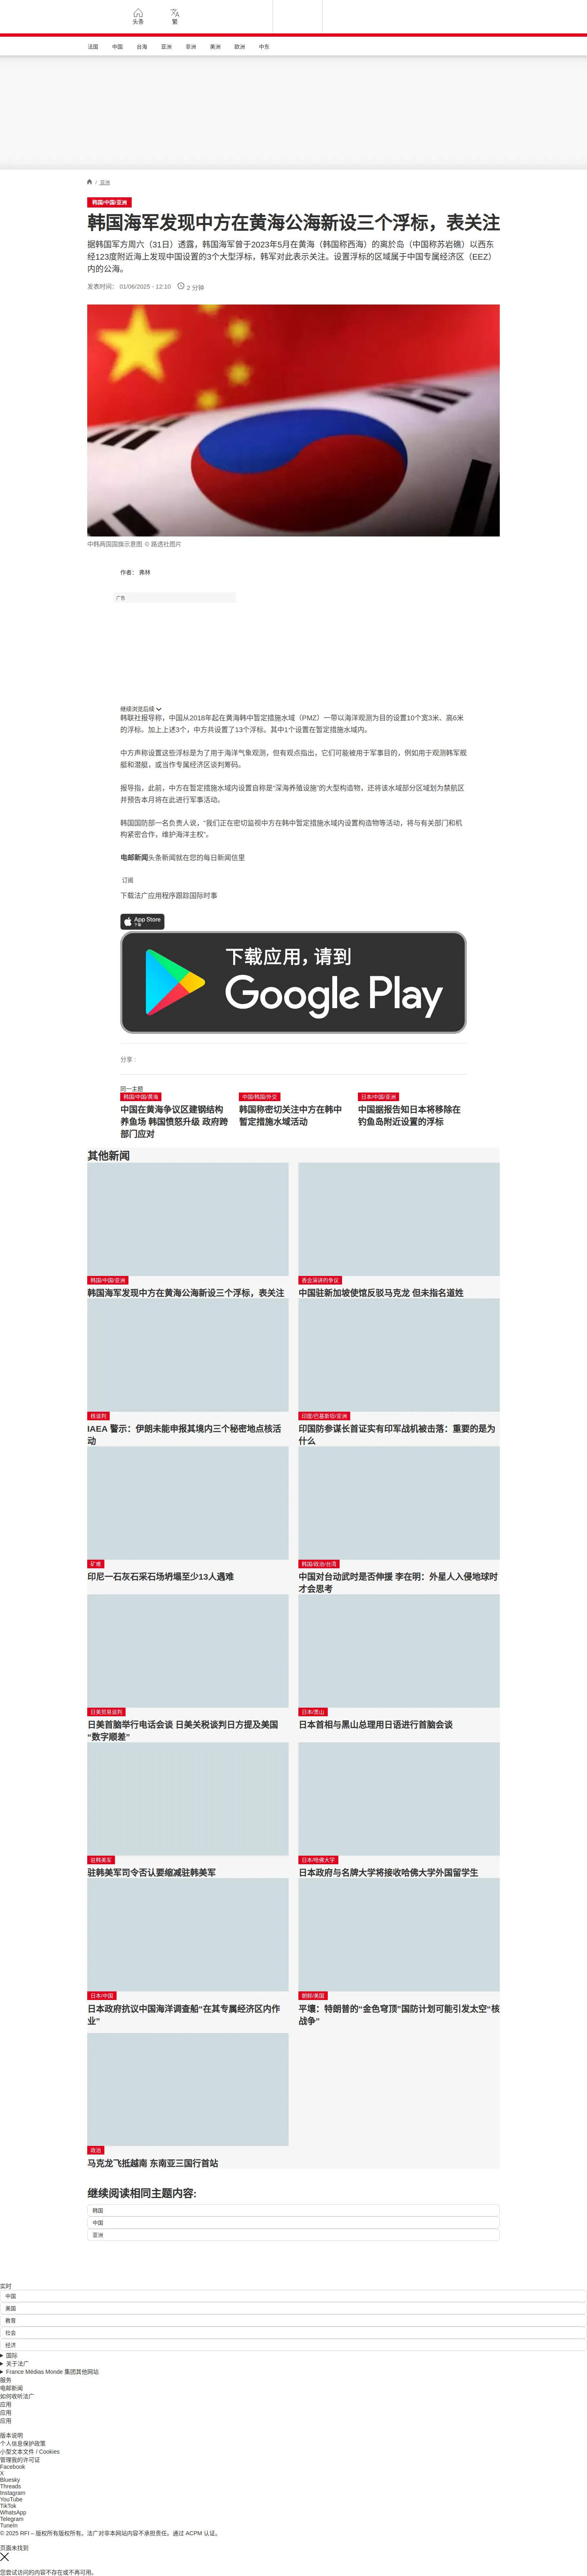 头条
繁
法国
中国
台海
亚洲
非洲
美洲
欧洲
中东
/ 亚洲
韩国/中国/亚洲
韩国海军发现中方在黄海公海新设三个浮标，表关注
据韩国军方周六（31日）透露，韩国海军曾于2023年5月在黄海（韩国称西海）的离於岛（中国称苏岩礁）以西东
经123度附近海上发现中国设置的3个大型浮标，韩军对此表示关注。设置浮标的区域属于中国专属经济区（EEZ）
内的公海。
发表时间： 01/06/2025 - 12:10
2 分钟
中韩两国国旗示意图 © 路透社图片
作者： 弗林
广告
继续浏览后续
韩联社报导称，中国从2018年起在黄海韩中暂定措施水域（PMZ）一带以海洋观测为目的设置10个宽3米、高6米
的浮标。加上上述3个，中方共设置了13个浮标。其中1个设置在暂定措施水域内。
中方声称设置这些浮标是为了用于海洋气象观测，但有观点指出，它们可能被用于军事目的，例如用于观测韩军舰
艇和潜艇，或当作专属经济区谈判筹码。
报导指，此前，中方在暂定措施水域内设置自称是“深海养殖设施”的大型构造物，还将该水域部分区域划为禁航区
并预告本月将在此进行军事活动。
韩国国防部一名负责人说，“我们正在密切监视中方在韩中暂定措施水域内设置构造物等活动，将与有关部门和机
构紧密合作，维护海洋主权”。
电邮新闻头条新闻就在您的每日新闻信里
订阅
下载法广应用程序跟踪国际时事
App Store
下载
下载应用，请到
Google Play
分享 :
同一主题
韩国/中国/黄海
中国在黄海争议区建钢结构
养鱼场 韩国愤怒升级 政府跨
部门应对
中国/韩国/外交
韩国称密切关注中方在韩中
暂定措施水域活动
日本/中国/亚洲
中国据报告知日本将移除在
钓鱼岛附近设置的浮标
其他新闻
韩国/中国/亚洲
韩国海军发现中方在黄海公海新设三个浮标，表关注
香会演讲的争议
中国驻新加坡使馆反驳马克龙 但未指名道姓
核谈判
IAEA 警示：伊朗未能申报其境内三个秘密地点核活
动
印度/巴基斯坦/亚洲
印国防参谋长首证实有印军战机被击落：重要的是为
什么
矿难
印尼一石灰石采石场坍塌至少13人遇难
韩国/政治/台湾
中国对台动武时是否伸援 李在明：外星人入侵地球时
才会思考
日美贸易谈判
日美首脑举行电话会谈 日美关税谈判日方提及美国
“数字顺差”
日本/黑山
日本首相与黑山总理用日语进行首脑会谈
驻韩美军
驻韩美军司令否认要缩减驻韩美军
日本/哈佛大学
日本政府与名牌大学将接收哈佛大学外国留学生
日本/中国
日本政府抗议中国海洋调查船“在其专属经济区内作
业”
朝鲜/美国
平壤：特朗普的“金色穹顶”国防计划可能引发太空“核
战争”
政治
马克龙飞抵越南 东南亚三国行首站
继续阅读相同主题内容:
韩国
中国
亚洲
实时
中国
美国
教育
社会
经济
国际
关于法广
France Médias Monde 集团其他网站
服务
电邮新闻
如何收听法广
应用
应用
应用
版本说明
个人信息保护政策
小型文本文件 / Cookies
管理我的许可证
Facebook
X
Bluesky
Threads
Instagram
YouTube
TikTok
WhatsApp
Telegram
TuneIn
© 2025 RFI – 版权所有版权所有。法广对非本网站内容不承担责任。通过 ACPM 认证。
页面未找到
您尝试访问的内容不存在或不再可用。